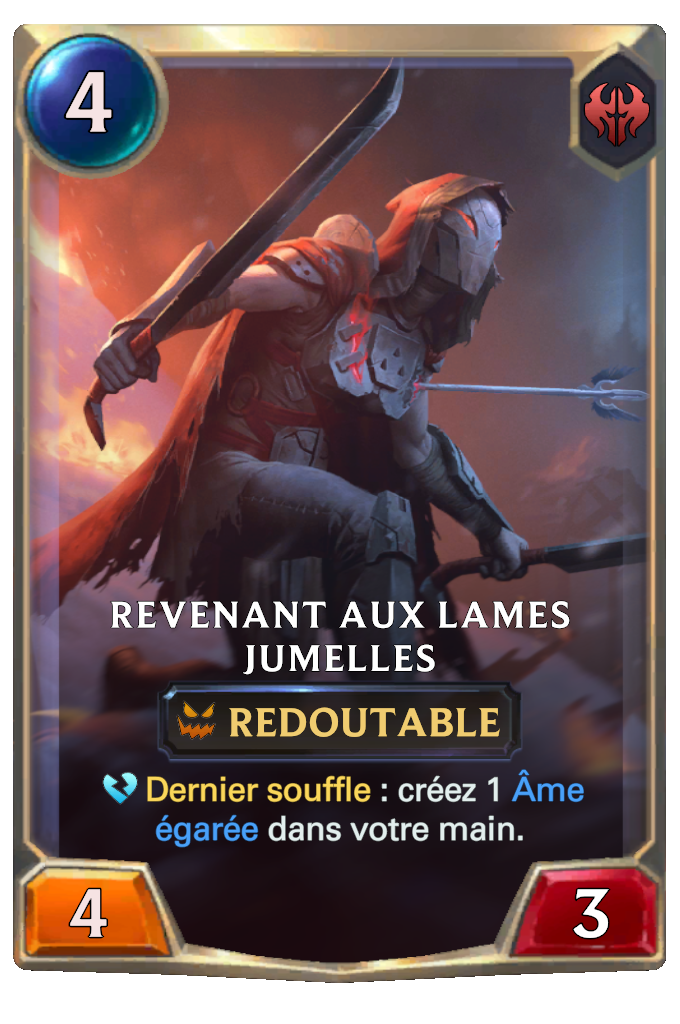 4
REVENANT AUX LAMES
JUMELLES
REDOUTABLE
Dernier souffle : créez 1 Âme
égarée dans votre main.
4
3